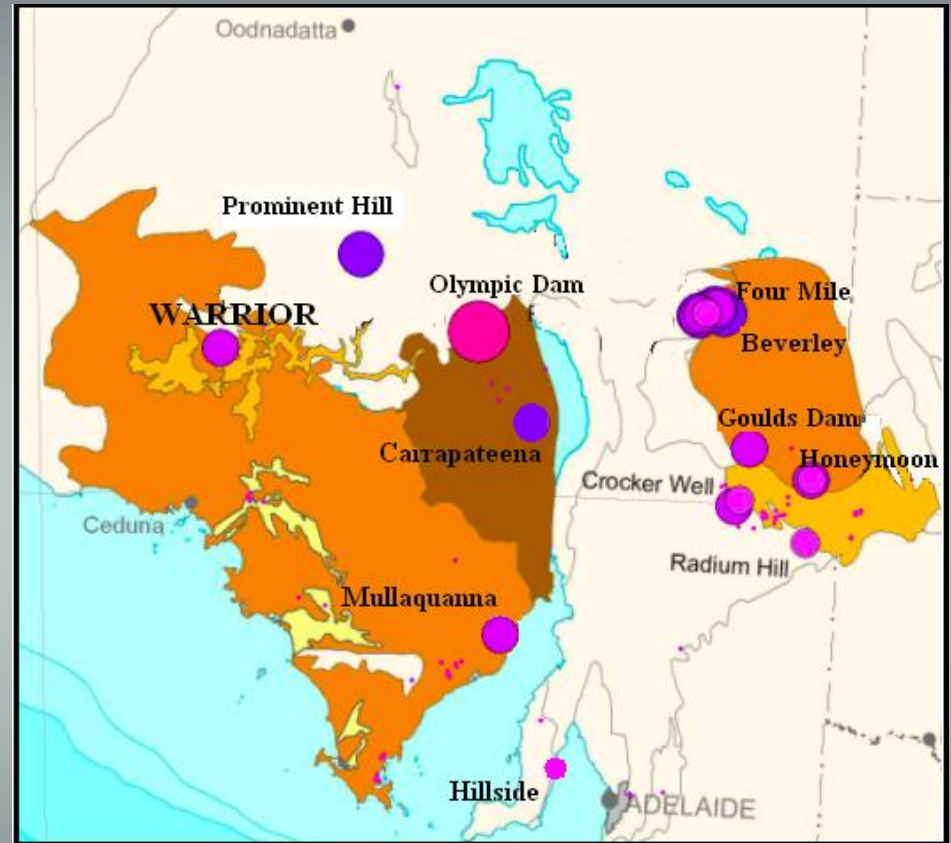 Oodnadatta
Prominent Hill
Olympic Dam
WARRIOR
Four Mile
Beverley
Goulds Dam
Carrapateena
Honeymoon
Crocker Well
Ceduna
Radium Hill
Mullaquanna
Hillside
ADELAIDE